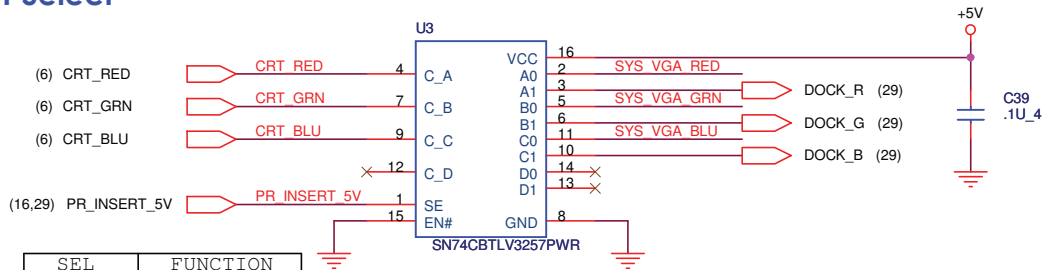 U3
+5V
(6) CRT_RED
CRT_RED
4
C_A
VCC
16
A0
2
SYS_VGA_RED
A1
3
DOCK_R (29)
(6) CRT_GRN
CRT_GRN
7
C_B
B0
5
SYS_VGA_GRN
B1
6
DOCK_G (29)
C39
.1U_4
(6) CRT_BLU
CRT_BLU
9
C_C
C0
11
SYS_VGA_BLU
C1
10
DOCK_B (29)
12
C_D
D0
14
D1
13
(16,29) PR_INSERT_5V
PR_INSERT_5V
1
SE
15
EN#
GND
8
SN74CBTLV3257PWR
SEL FUNCTION